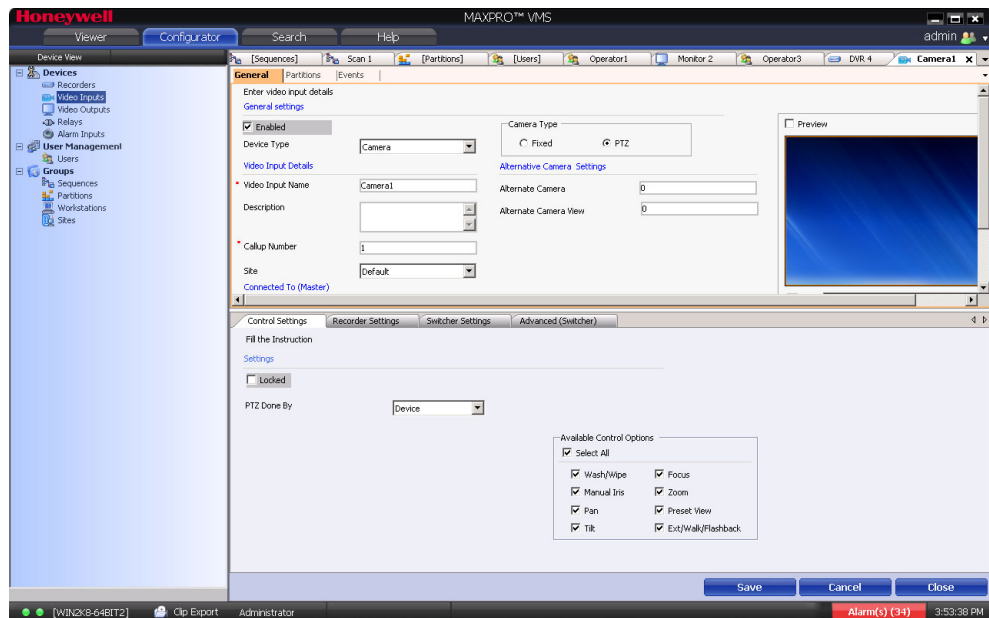 Honeywell
MAXPRO™ VMS
Viewer Configurator Search Help
admin
Device View
[Sequences] Scan 1 [Partitions] [Users] Operator1 Monitor 2 Operator3 DVR 4 Camera1 X
Devices
Recorders
Video Inputs
Video Outputs
Relays
Alarm Inputs
User Management
Users
Groups
Sequences
Partitions
Workstations
Sites
General Partitions Events
Enter video input details
General settings
Enabled
Device Type Camera
Camera Type
Fixed PTZ
Preview
Video Input Details
Alternative Camera Settings
* Video Input Name Camera1
Alternate Camera 0
Description
Alternate Camera View 0
* Callup Number 1
Site Default
Connected To (Master)
Control Settings Recorder Settings Switcher Settings Advanced (Switcher)
Fill the Instruction
Settings
Locked
PTZ Done By Device
Available Control Options
Select All
Wash/Wipe Focus
Manual Iris Zoom
Pan Preset View
Tilt Ext/Walk/Flashback
Save Cancel Close
[WIN2K8-64BIT2] Clip Export Administrator Alarm(s) (34) 3:53:38 PM